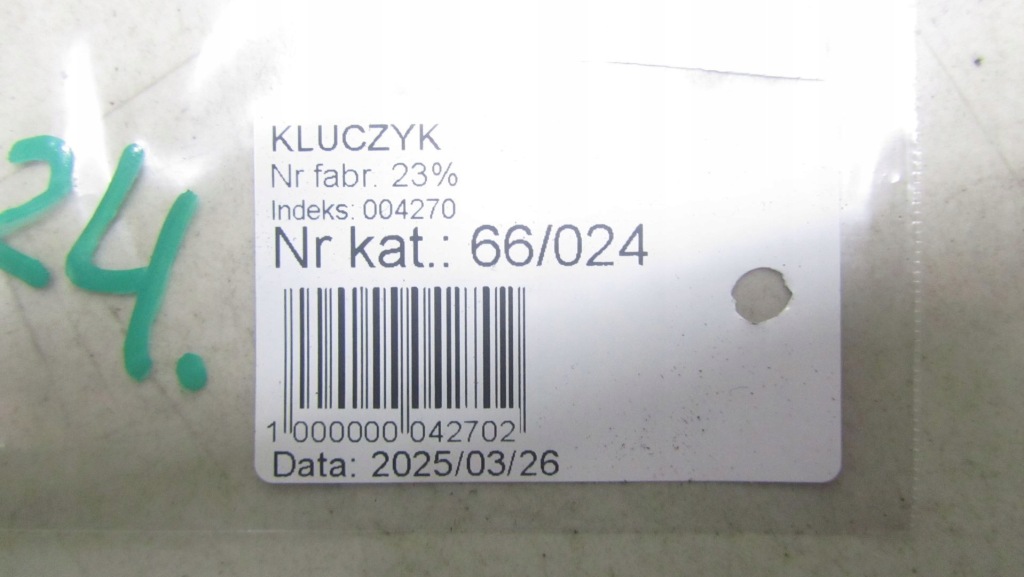 24.
KLUCZYK
Nr fabr. 23%
Indeks: 004270
Nr kat.: 66/024
1 000000 042702
Data: 2025/03/26